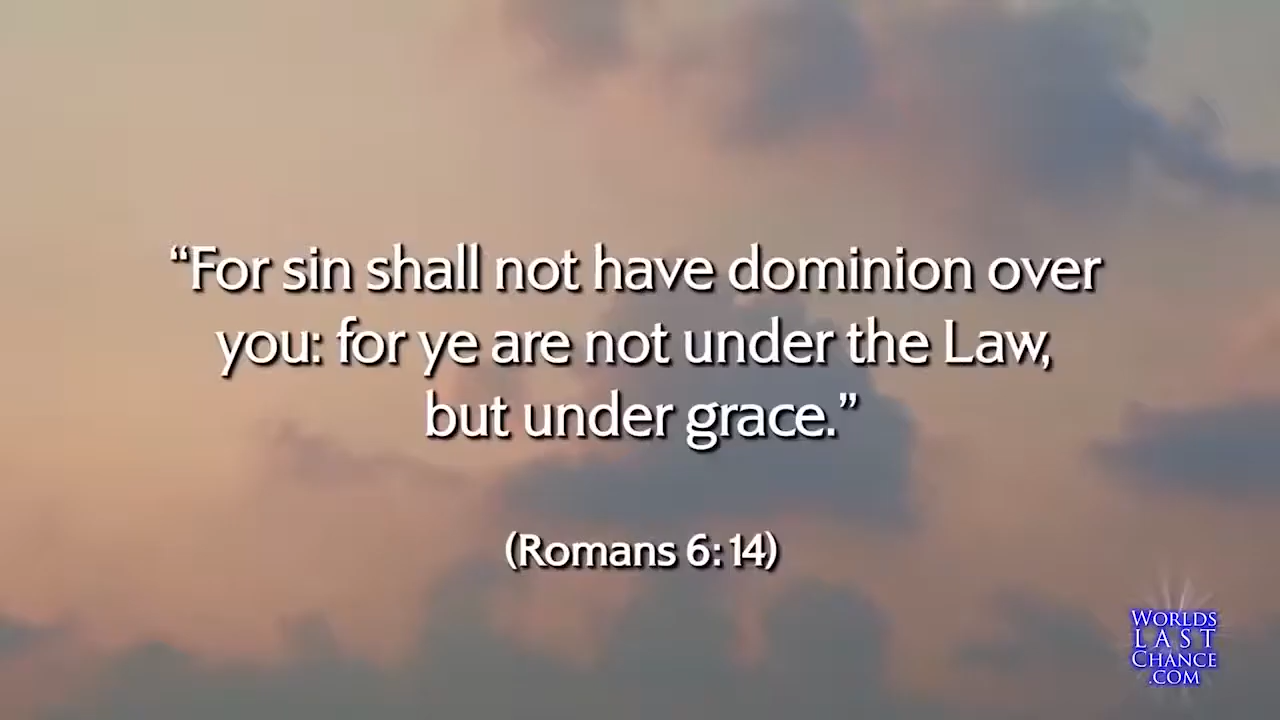 “For sin shall not have dominion over
you: for ye are not under the Law,
but under grace.”
(Romans 6:14)
WORLDS
LAST
CHANCE
.COM